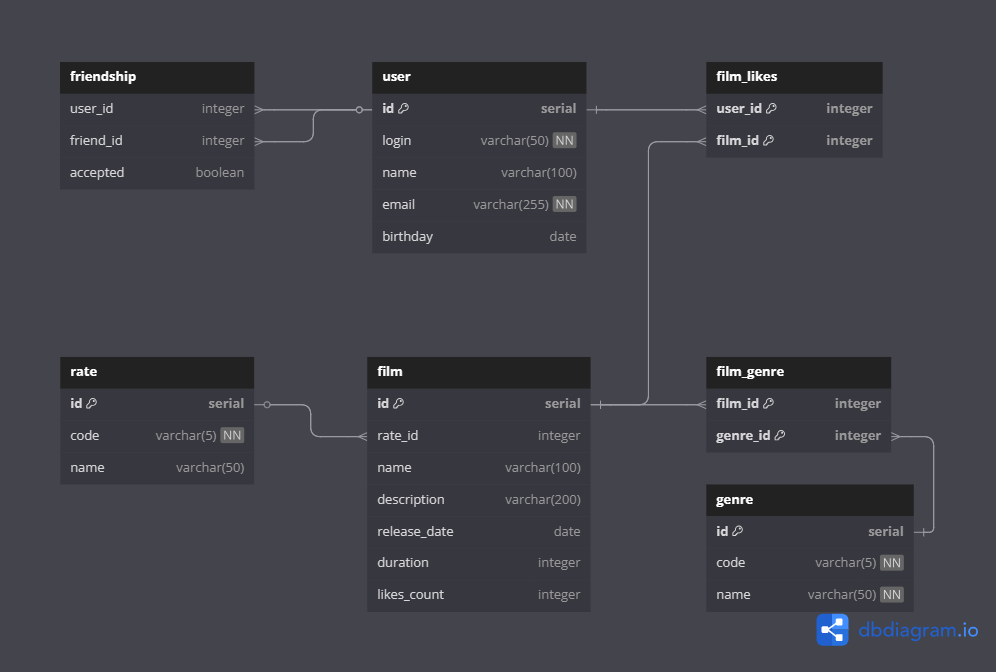 friendship
user_id integer
friend_id integer
accepted boolean
user
id serial
login varchar(50) NN
name varchar(100)
email varchar(255) NN
birthday date
film_likes
user_id integer
film_id integer
rate
id serial
code varchar(5) NN
name varchar(50)
film
id serial
rate_id integer
name varchar(100)
description varchar(200)
release_date date
duration integer
likes_count integer
film_genre
film_id integer
genre_id integer
genre
id serial
code varchar(5) NN
name varchar(50) NN
dbdiagram.io